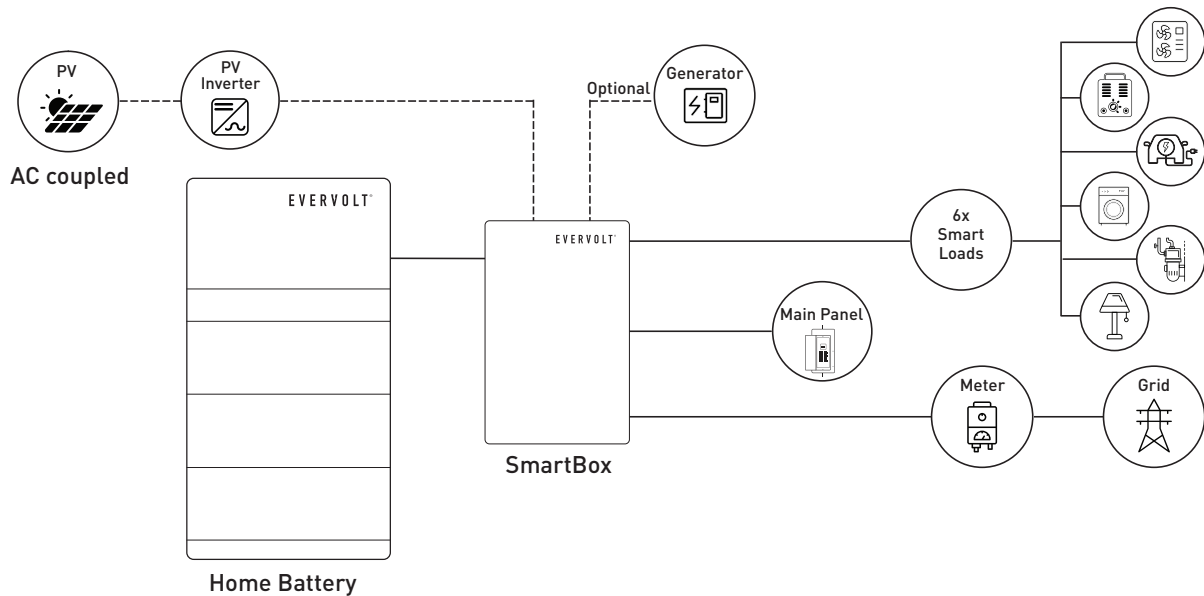 PV
AC coupled
PV
Inverter
Optional
Generator
EVERVOLT®
Home Battery
EVERVOLT®
SmartBox
6x
Smart
Loads
Main Panel
Meter
Grid